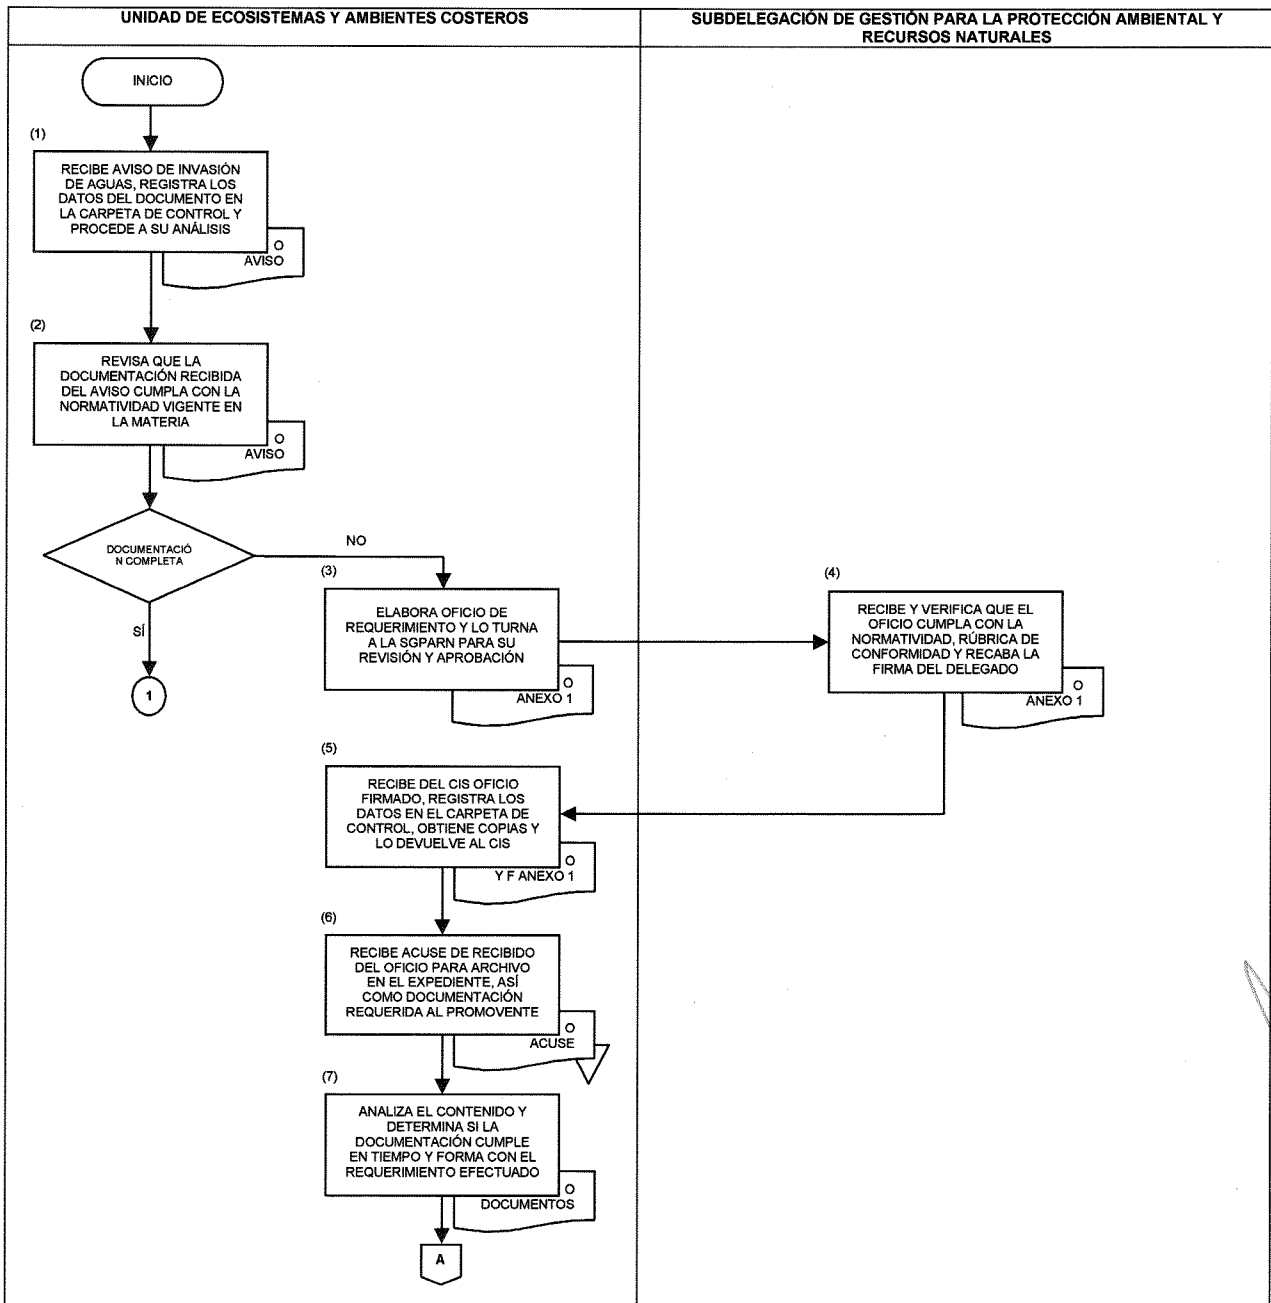 UNIDAD DE ECOSISTEMAS Y AMBIENTES COSTEROS
SUBDELEGACIÓN DE GESTIÓN PARA LA PROTECCIÓN AMBIENTAL Y
RECURSOS NATURALES
INICIO
(1)
RECIBE AVISO DE INVASIÓN
DE AGUAS, REGISTRA LOS
DATOS DEL DOCUMENTO EN
LA CARPETA DE CONTROL Y
PROCEDE A SU ANÁLISIS
O
AVISO
(2)
REVISA QUE LA
DOCUMENTACIÓN RECIBIDA
DEL AVISO CUMPLA CON LA
NORMATIVIDAD VIGENTE EN
LA MATERIA
O
AVISO
DOCUMENTACIÓ
N COMPLETA
NO
SÍ
1
(3)
ELABORA OFICIO DE
REQUERIMIENTO Y LO TURNA
A LA SGPARN PARA SU
REVISIÓN Y APROBACIÓN
O
ANEXO 1
(4)
RECIBE Y VERIFICA QUE EL
OFICIO CUMPLA CON LA
NORMATIVIDAD, RÚBRICA DE
CONFORMIDAD Y RECABA LA
FIRMA DEL DELEGADO
O
ANEXO 1
(5)
RECIBE DEL CIS OFICIO
FIRMADO, REGISTRA LOS
DATOS EN EL CARPETA DE
CONTROL, OBTIENE COPIAS Y
LO DEVUELVE AL CIS
O
Y F ANEXO 1
(6)
RECIBE ACUSE DE RECIBIDO
DEL OFICIO PARA ARCHIVO
EN EL EXPEDIENTE, ASÍ
COMO DOCUMENTACIÓN
REQUERIDA AL PROMOVENTE
O
ACUSE
(7)
ANALIZA EL CONTENIDO Y
DETERMINA SI LA
DOCUMENTACIÓN CUMPLE
EN TIEMPO Y FORMA CON EL
REQUERIMIENTO EFECTUADO
O
DOCUMENTOS
A